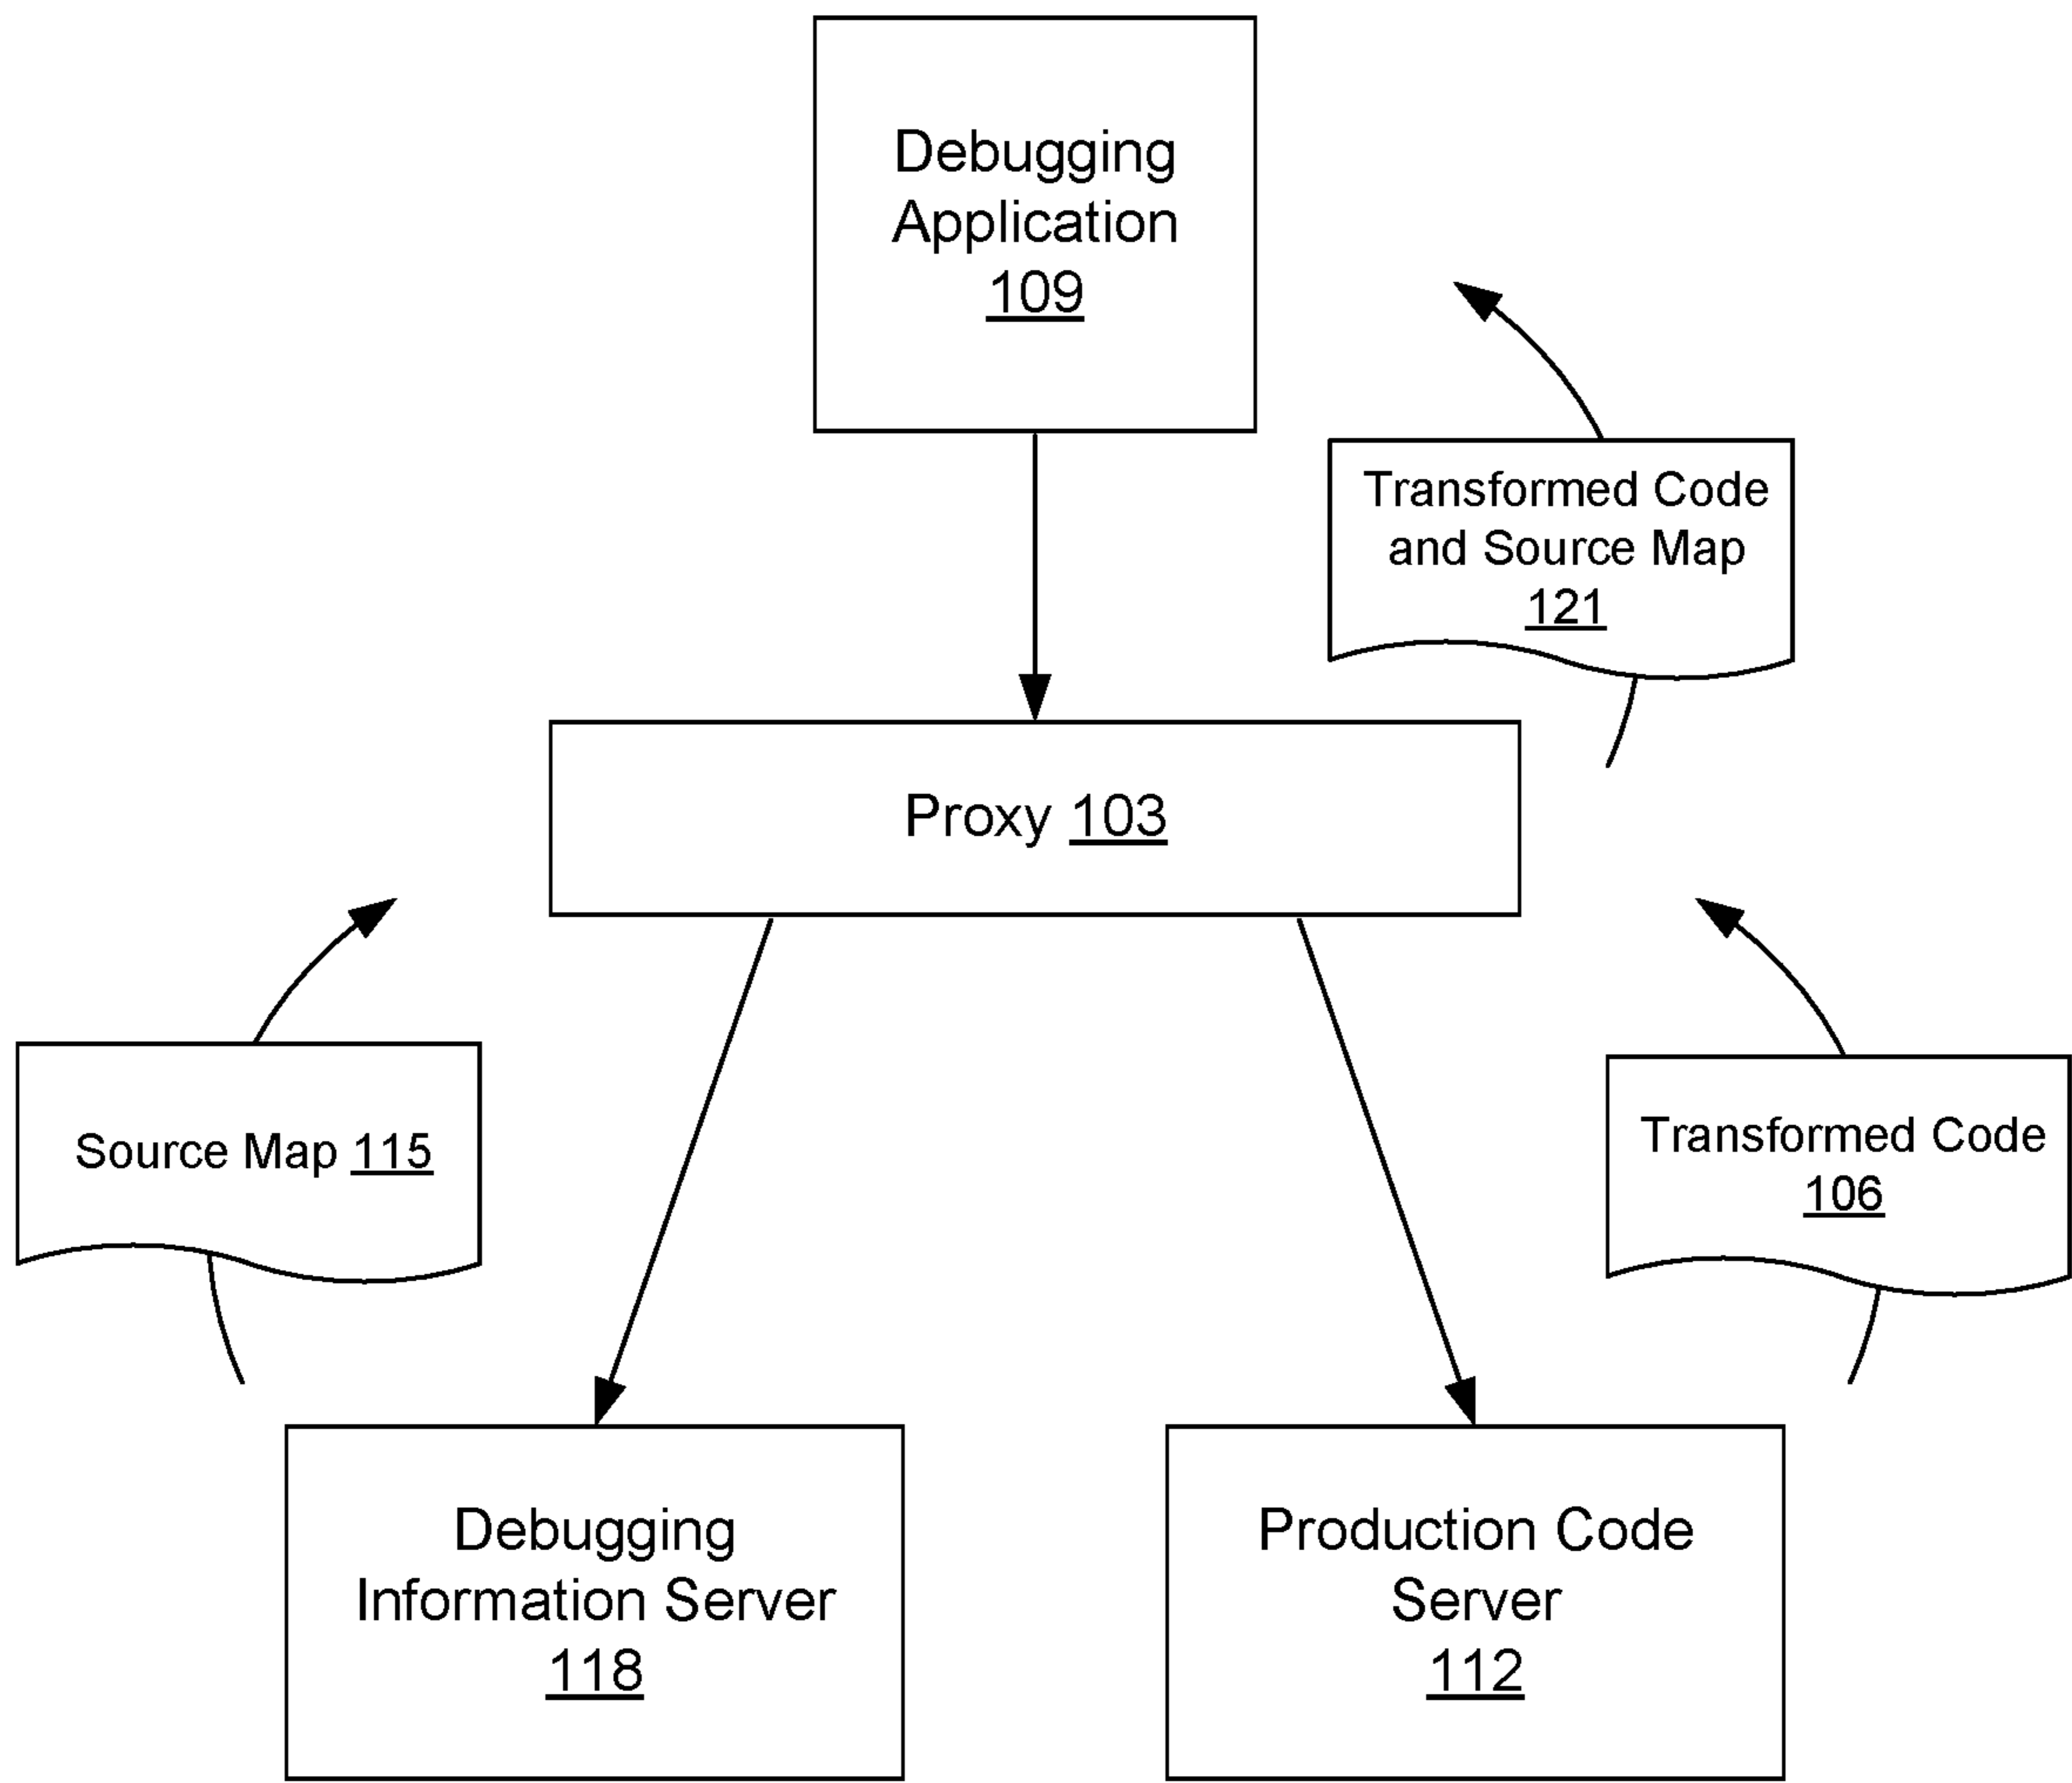 Debugging
Application
109
Transformed Code
and Source Map
121
Proxy 103
Source Map 115
Transformed Code
106
Debugging
Information Server
118
Production Code
Server
112